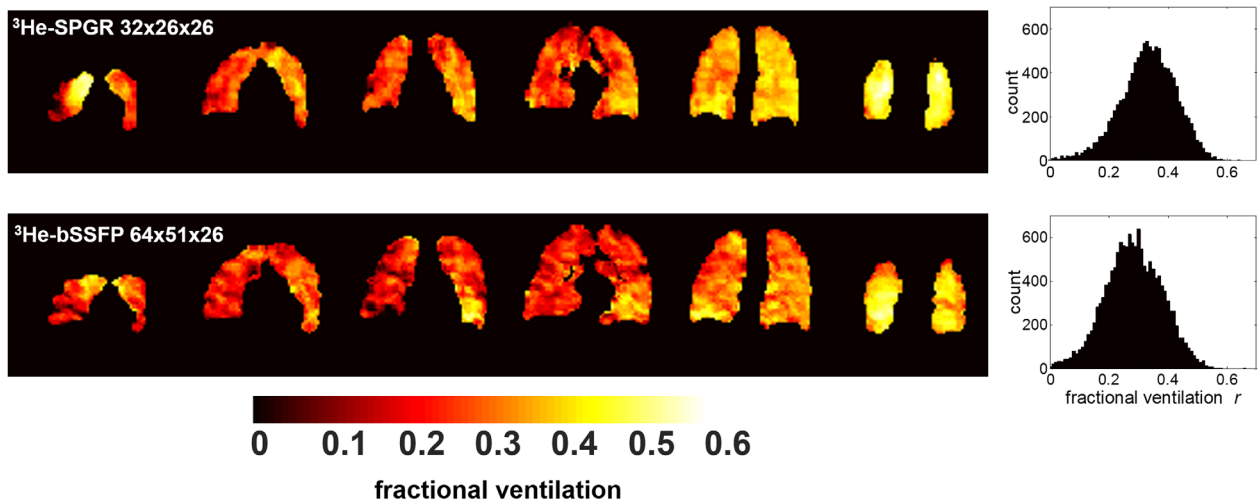 ³He-SPGR 32x26x26
600
400
200
0
count
0 0.2 0.4 0.6
³He-bSSFP 64x51x26
600
400
200
0
count
0 0.2 0.4 0.6
fractional ventilation r
0 0.1 0.2 0.3 0.4 0.5 0.6
fractional ventilation